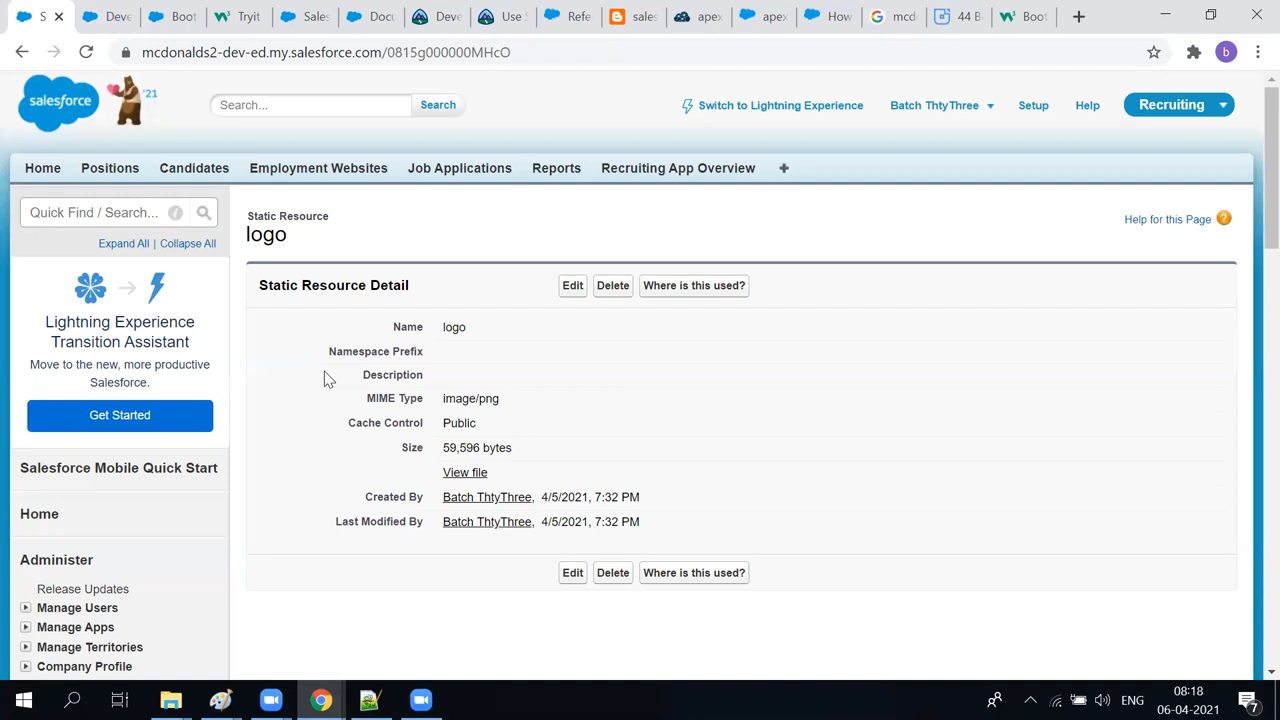 S
Deve
Boot
Tryit
Sales
Docu
Deve
Use S
Refe
sales
apex
apex
How
mcd
44 B
Boot
mcdonalds2-dev-ed.my.salesforce.com/0815g000000MHcO
b
salesforce
'21
Search...
Search
Switch to Lightning Experience
Batch ThtyThree
Setup
Help
Recruiting
Home
Positions
Candidates
Employment Websites
Job Applications
Reports
Recruiting App Overview
Quick Find / Search...
Expand All | Collapse All
Lightning Experience
Transition Assistant
Move to the new, more productive
Salesforce.
Get Started
Salesforce Mobile Quick Start
Home
Administer
Release Updates
Manage Users
Manage Apps
Manage Territories
Company Profile
Static Resource
logo
Help for this Page
Static Resource Detail
Edit
Delete
Where is this used?
Name logo
Namespace Prefix
Description
MIME Type image/png
Cache Control Public
Size 59,596 bytes
View file
Created By Batch ThtyThree, 4/5/2021, 7:32 PM
Last Modified By Batch ThtyThree, 4/5/2021, 7:32 PM
Edit
Delete
Where is this used?
ENG
08:18
06-04-2021
7